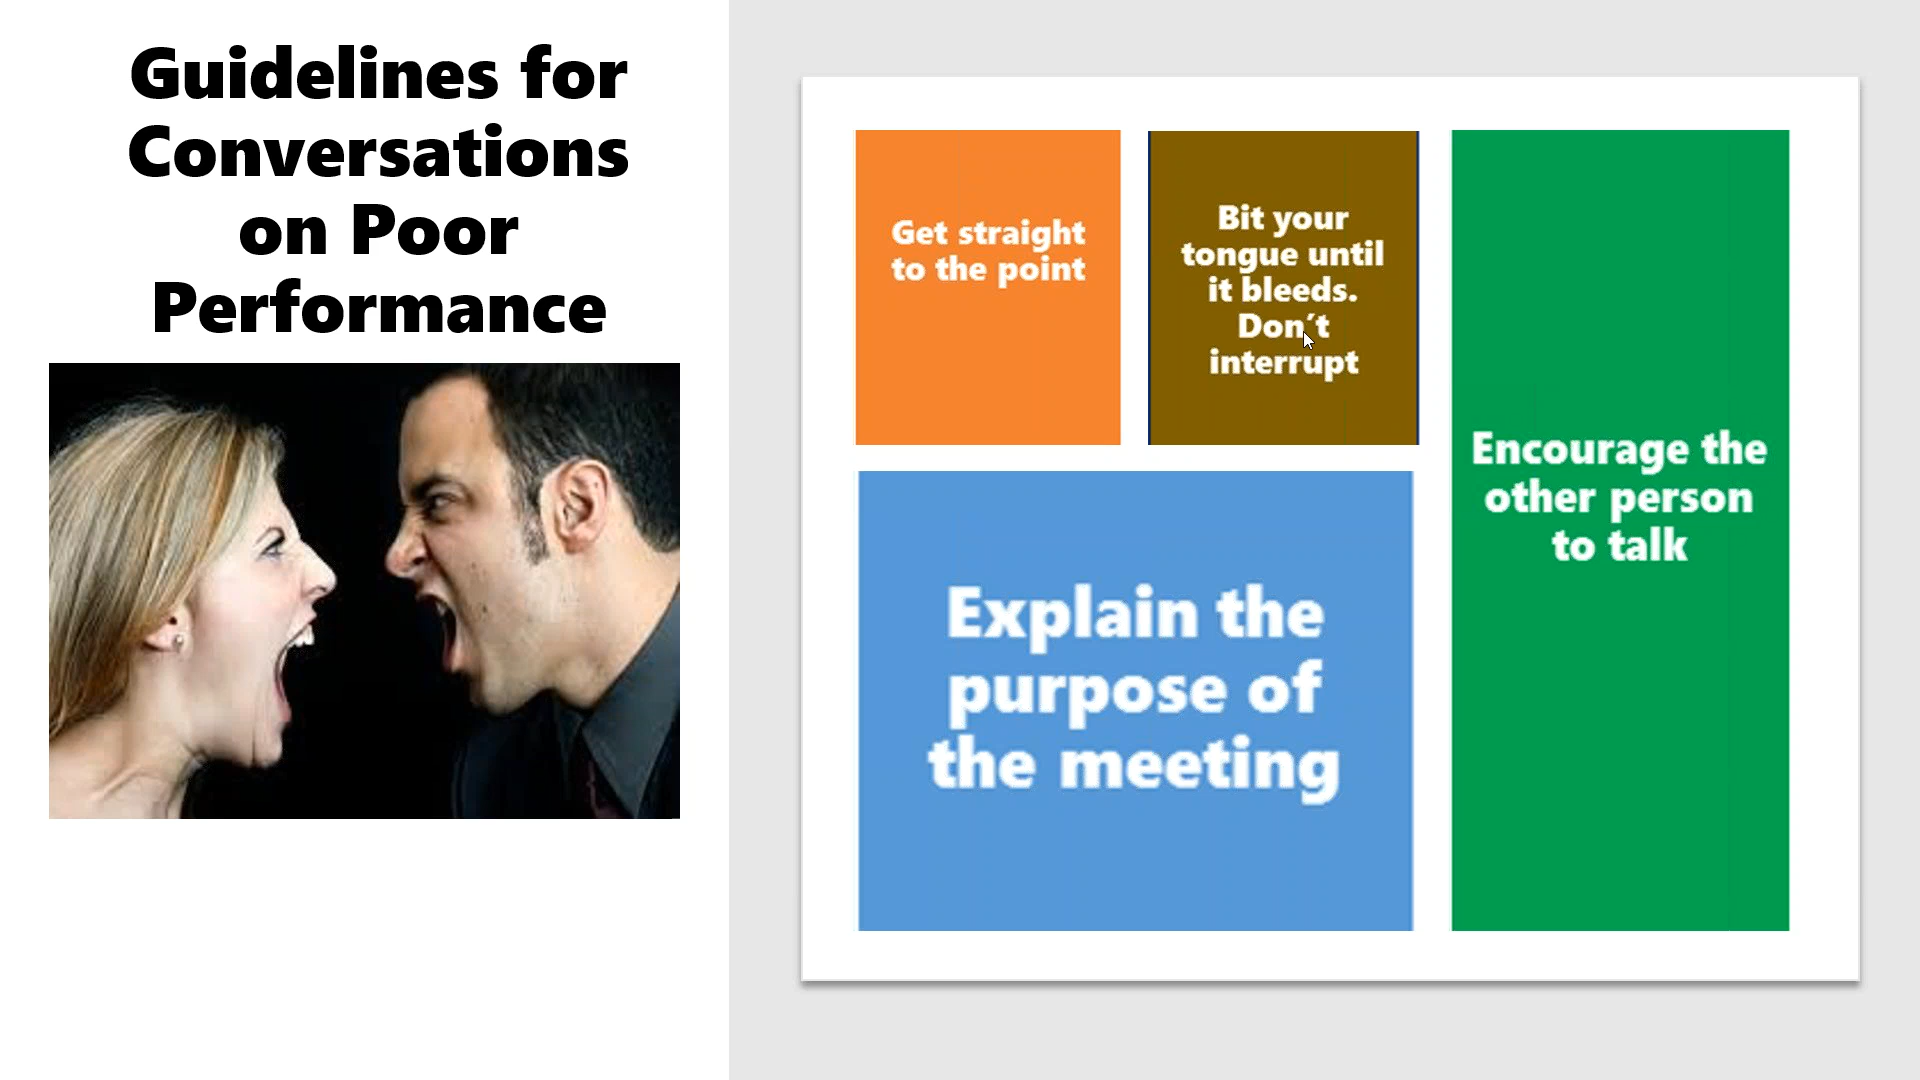 Guidelines for
Conversations
on Poor
Performance
Get straight
to the point
Bit your
tongue until
it bleeds.
Don't
interrupt
Encourage the
other person
to talk
Explain the
purpose of
the meeting